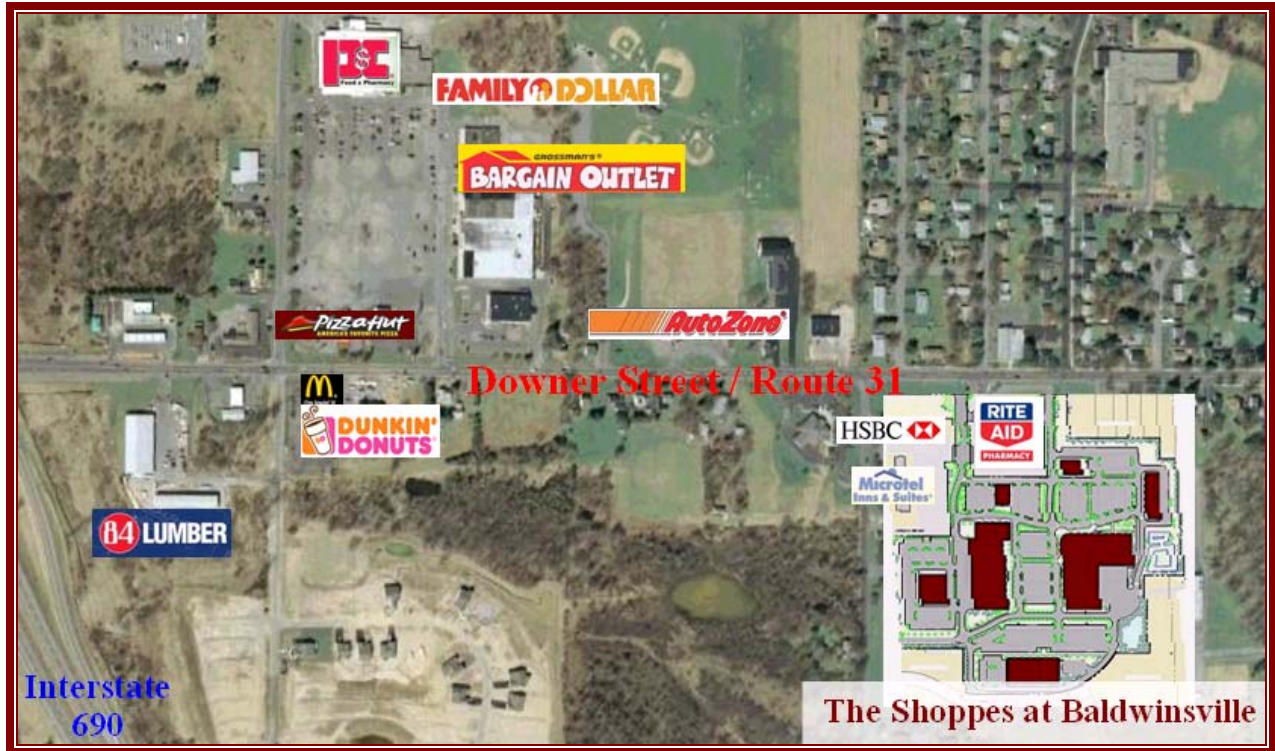 P&C
Food & Pharmacy
FAMILY DOLLAR
GROSSMAN'S®
BARGAIN OUTLET
Pizza Hut
AMERICA'S FAVORITE PIZZA
AutoZone
Downer Street / Route 31
M
DUNKIN'
DONUTS
HSBC
RITE
AID
PHARMACY
Microtel
Inns & Suites
84 LUMBER
Interstate
690
The Shoppes at Baldwinsville